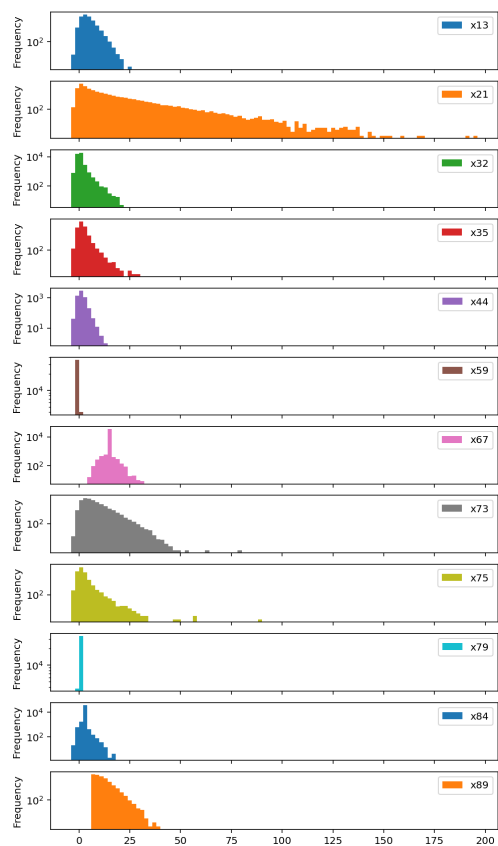 Frequency
10²
x13
Frequency
10²
x21
Frequency
10⁴
10²
x32
Frequency
10²
x35
Frequency
10³
10¹
x44
Frequency
10⁴
x59
Frequency
10⁴
10²
x67
Frequency
10²
x73
Frequency
10²
x75
Frequency
10⁴
x79
Frequency
10⁴
10²
x84
Frequency
10²
x89
0 25 50 75 100 125 150 175 200